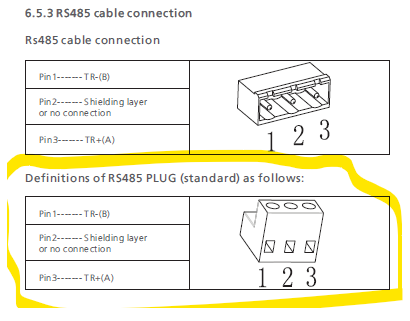 6.5.3 RS485 cable connection
Rs485 cable connection
Pin1------- TR-(B)
Pin2------- Shielding layer
or no connection
Pin3------- TR+(A)
1 2 3
Definitions of RS485 PLUG (standard) as follows:
Pin1------- TR-(B)
Pin2------- Shielding layer
or no connection
Pin3------- TR+(A)
1 2 3